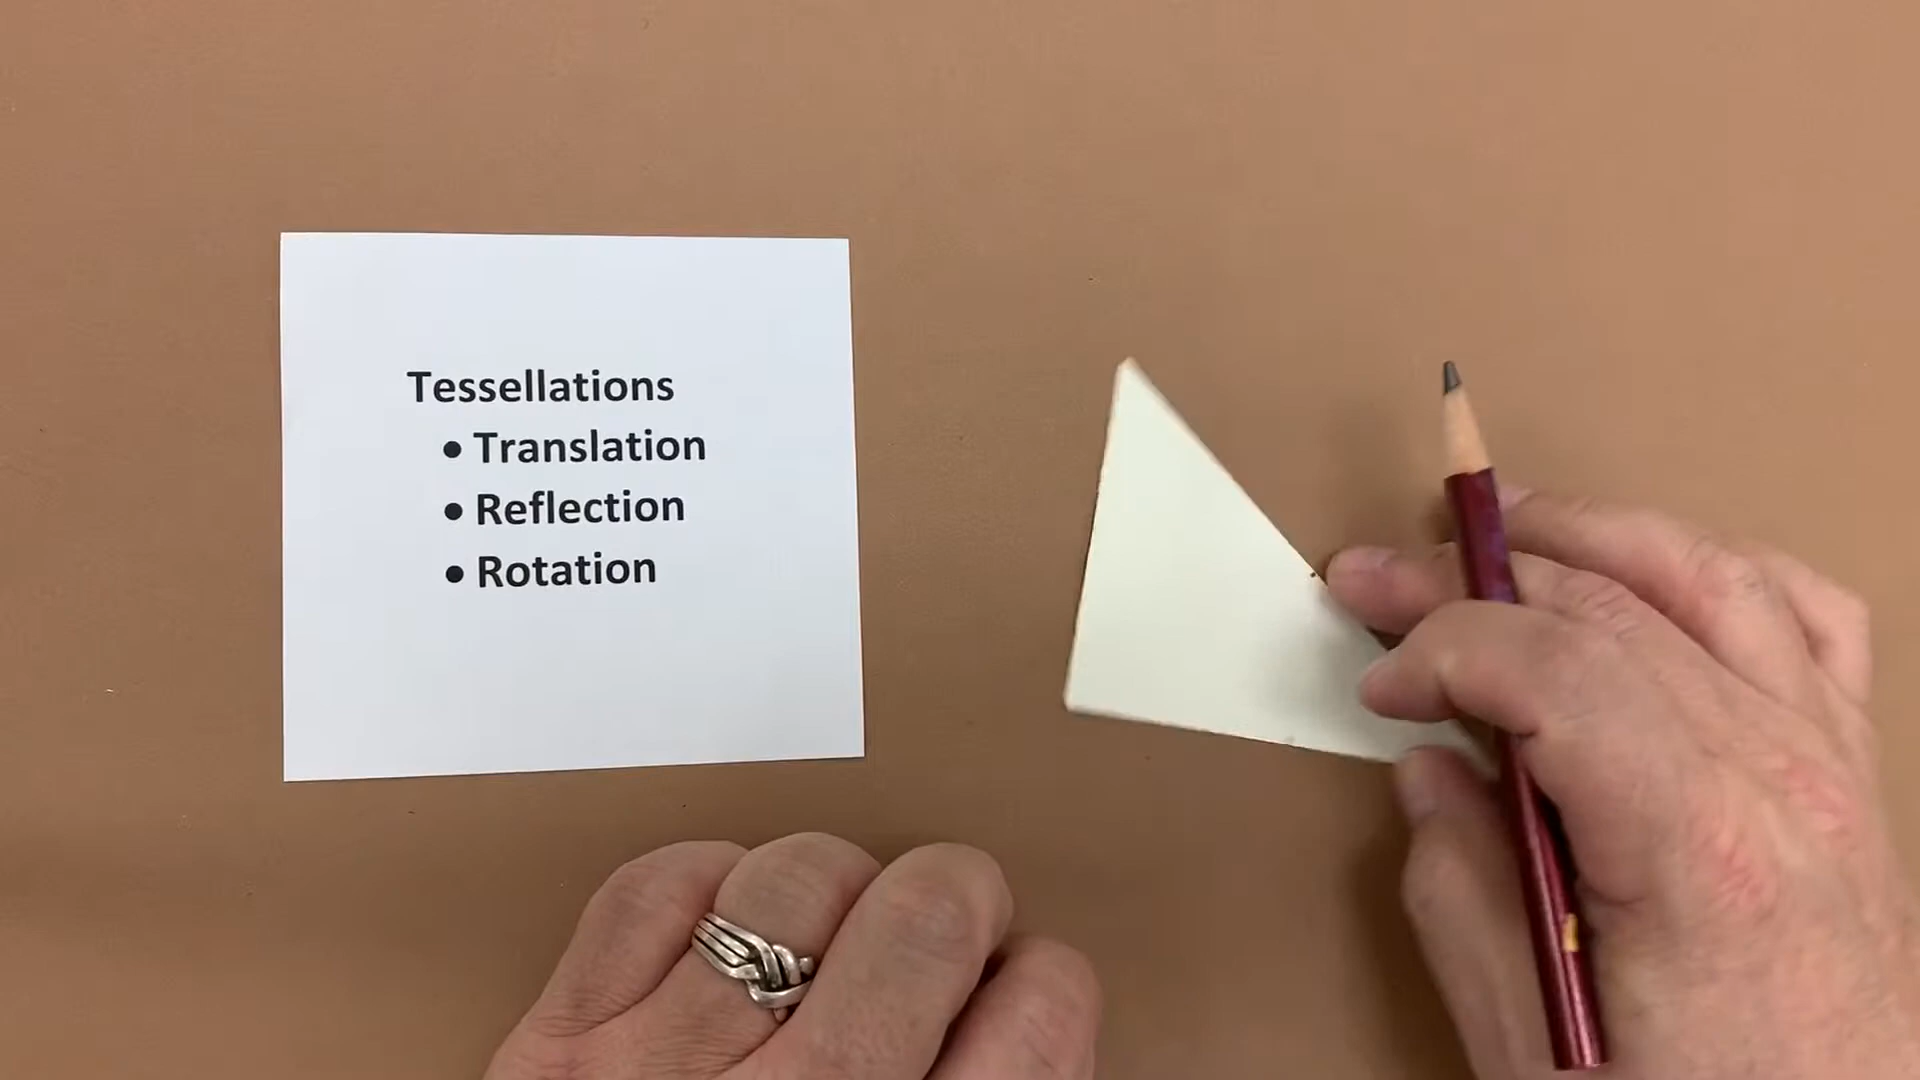 Tessellations
• Translation
• Reflection
• Rotation